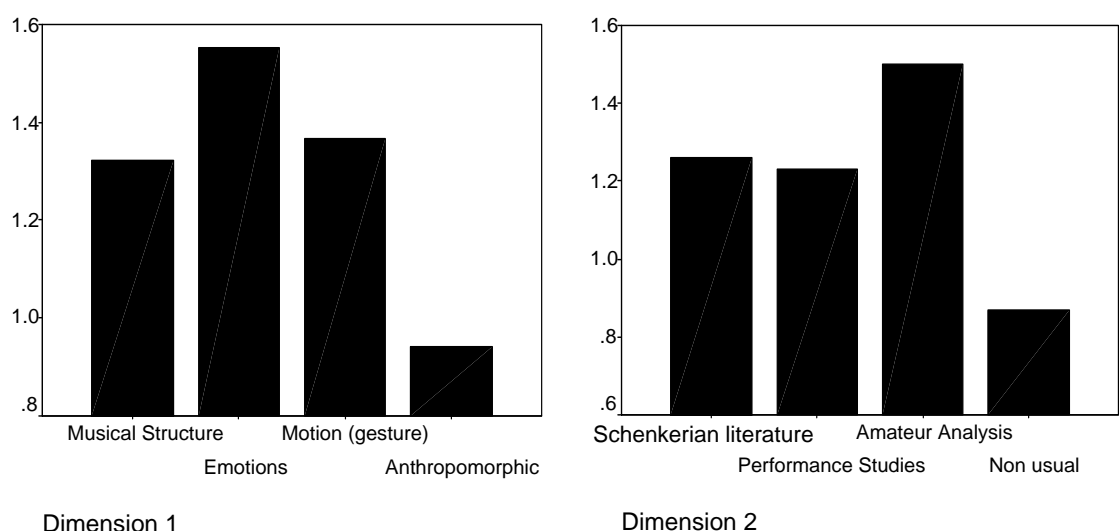 1.6
1.4
1.2
1.0
.8
Musical Structure
Motion (gesture)
Emotions
Anthropomorphic
Dimension 1
1.6
1.4
1.2
1.0
.8
.6
Schenkerian literature
Amateur Analysis
Performance Studies
Non usual
Dimension 2